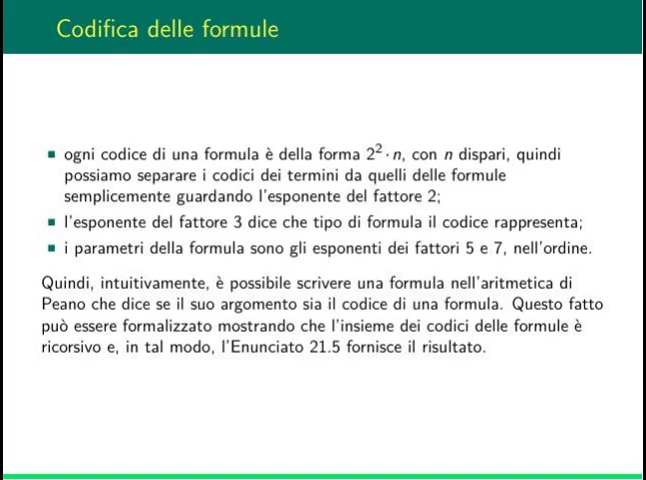 Codifica delle formule
▪ ogni codice di una formula è della forma 2²·n, con n dispari, quindi
possiamo separare i codici dei termini da quelli delle formule
semplicemente guardando l'esponente del fattore 2;
▪ l'esponente del fattore 3 dice che tipo di formula il codice rappresenta;
▪ i parametri della formula sono gli esponenti dei fattori 5 e 7, nell'ordine.
Quindi, intuitivamente, è possibile scrivere una formula nell'aritmetica di
Peano che dice se il suo argomento sia il codice di una formula. Questo fatto
può essere formalizzato mostrando che l'insieme dei codici delle formule è
ricorsivo e, in tal modo, l'Enunciato 21.5 fornisce il risultato.